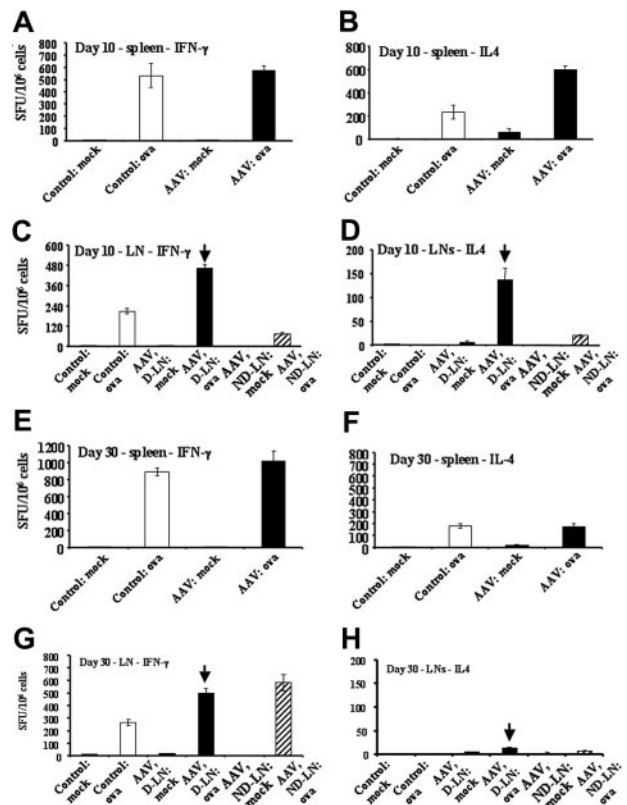 A
Day 10 - spleen - IFN-γ
SFU/10⁶ cells
800
700
600
500
400
300
200
100
0
Control: mock
Control: ova
AAV: mock
AAV: ova
B
Day 10 - spleen - IL4
800
600
400
200
0
Control: mock
Control: ova
AAV: mock
AAV: ova
C
Day 10 - LN - IFN-γ
SFU/10⁶ cells
600
480
360
240
120
0
Control: mock
Control: ova
AAV, D-LN: mock
AAV, D-LN: ova
AAV, ND-LN: mock
AAV, ND-LN: ova
D
Day 10 - LNs - IL4
200
150
100
50
0
Control: mock
Control: ova
AAV, D-LN: mock
AAV, D-LN: ova
AAV, ND-LN: mock
AAV, ND-LN: ova
E
Day 30 - spleen - IFN-γ
SFU/10⁶ cells
1200
1000
800
600
400
200
0
Control: mock
Control: ova
AAV: mock
AAV: ova
F
Day 30 - spleen - IL-4
800
700
600
500
400
300
200
100
0
Control: mock
Control: ova
AAV: mock
AAV: ova
G
Day 30 - LN - IFN-γ
SFU/10⁶ cells
800
700
600
500
400
300
200
100
0
Control: mock
Control: ova
AAV, D-LN: mock
AAV, D-LN: ova
AAV, ND-LN: mock
AAV, ND-LN: ova
H
Day 30 - LNs - IL4
200
150
100
50
0
Control: mock
Control: ova
AAV, D-LN: mock
AAV, D-LN: ova
AAV, ND-LN: mock
AAV, ND-LN: ova